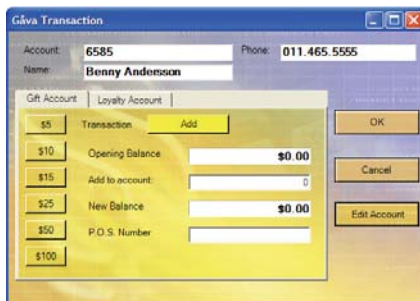 Gåva Transaction
Account: 6585 Phone: 011.465.5555
Name: Benny Andersson
Gift Account Loyalty Account
$5 Transaction Add OK
$10 Opening Balance $0.00
$15 Add to account: 0 Cancel
$25 New Balance $0.00 Edit Account
$50 P.O.S. Number
$100